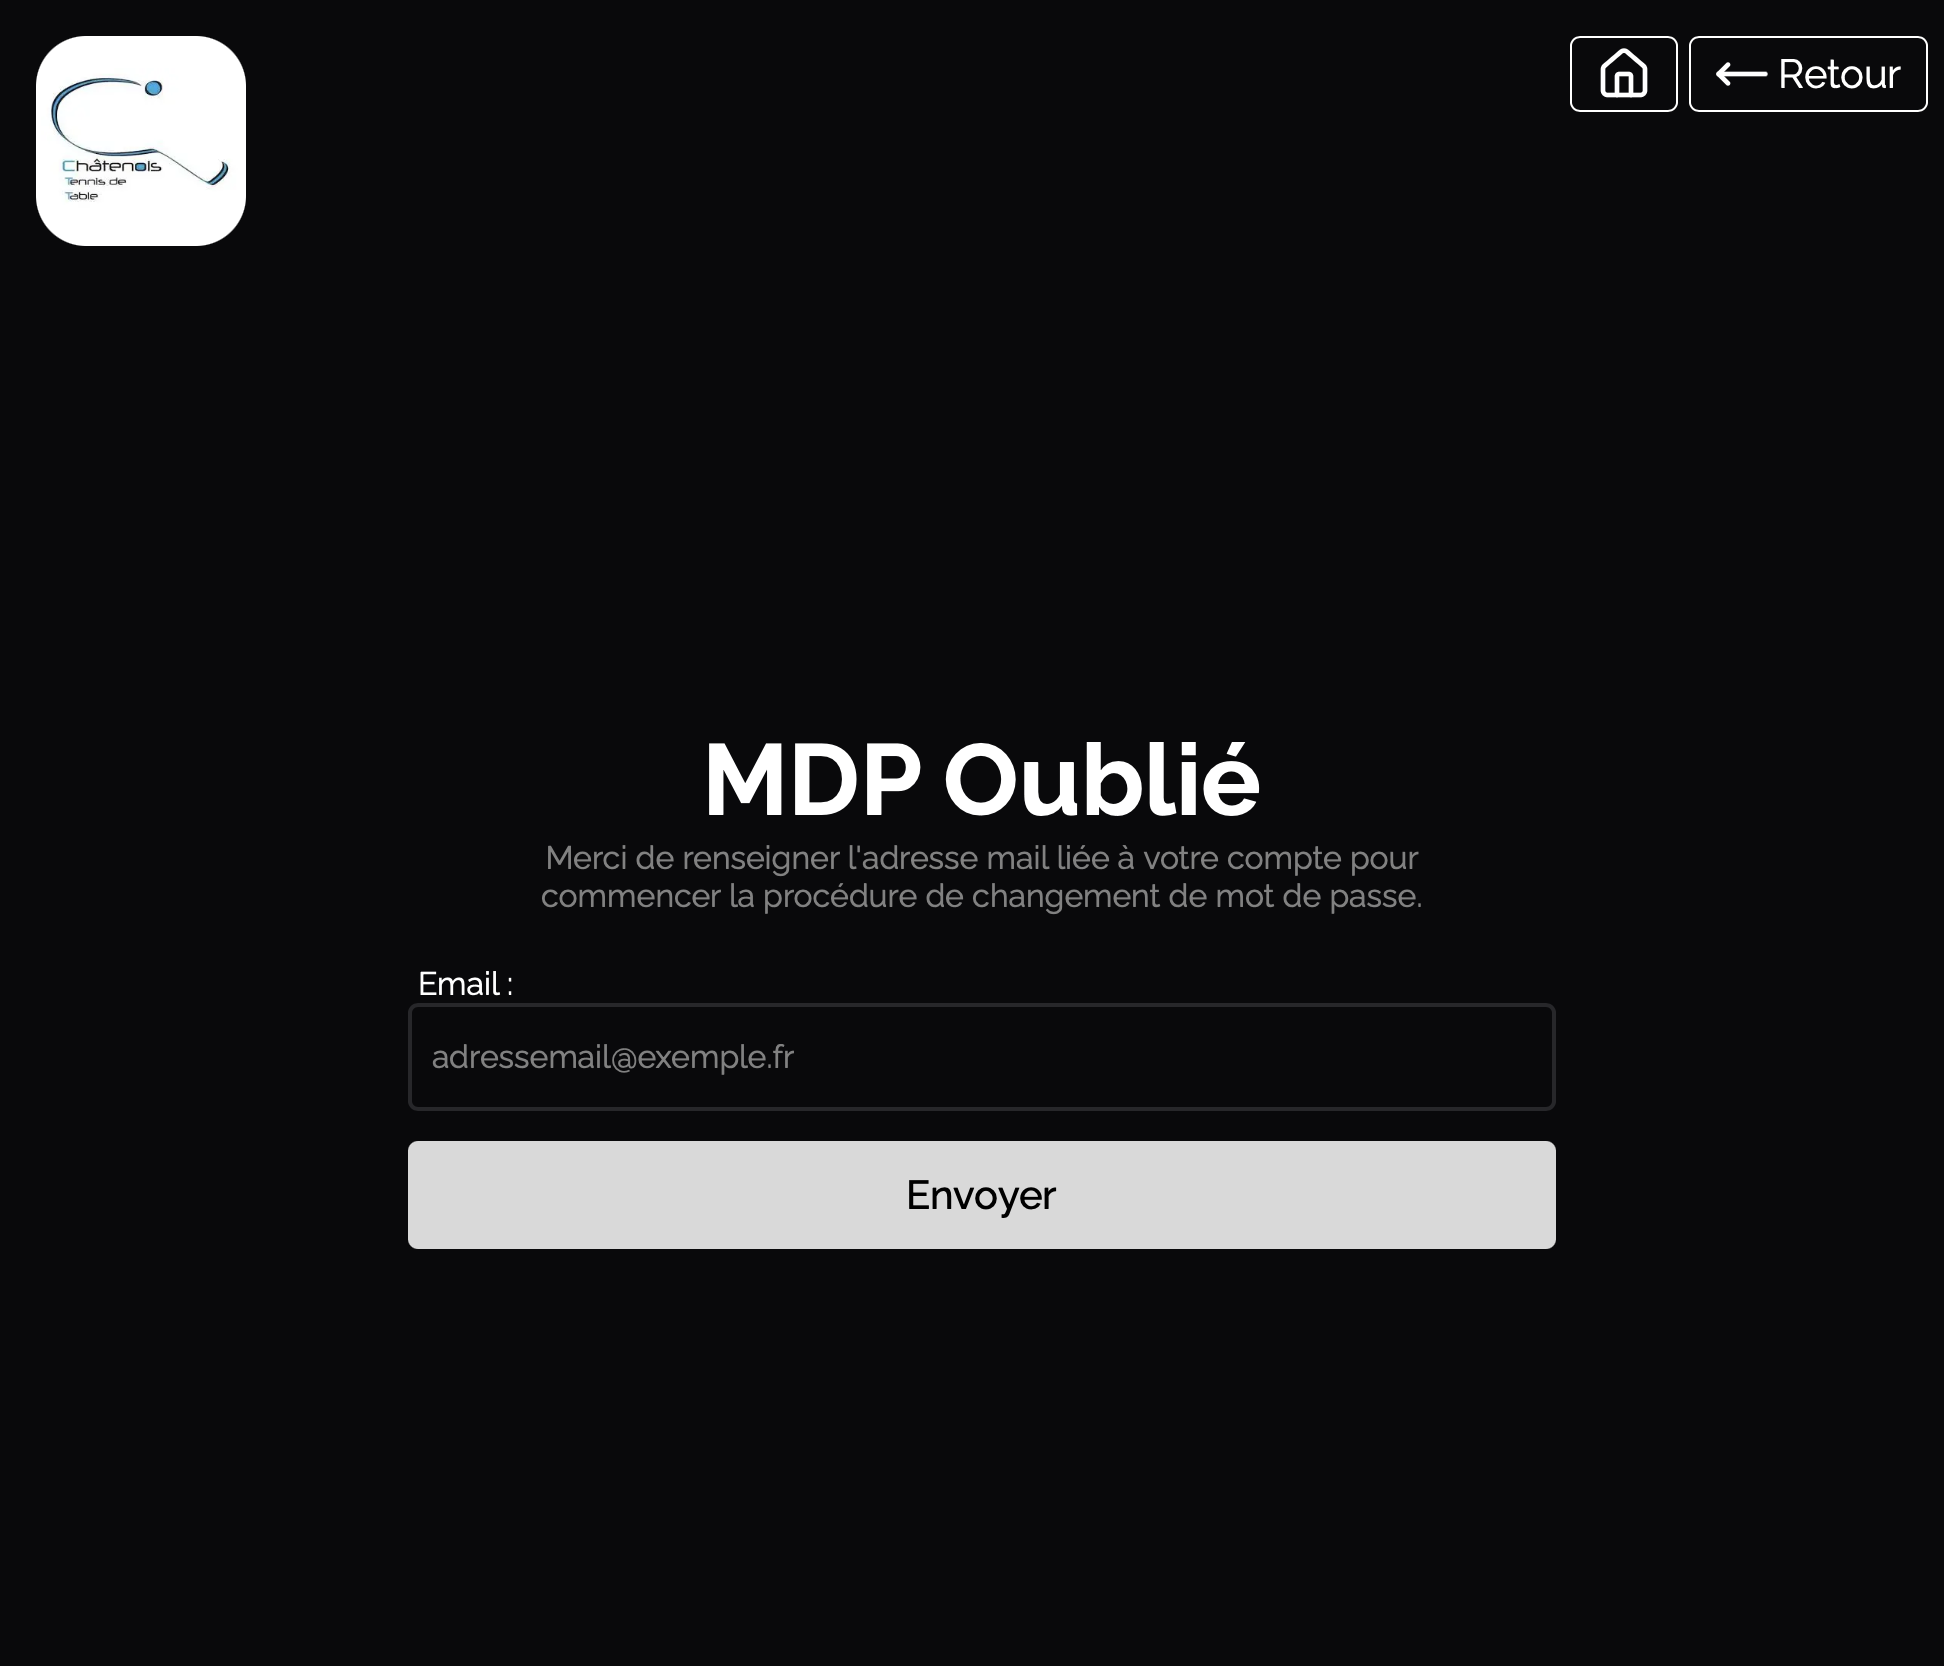 Châtenois
Tennis de
Table
Retour
MDP Oublié
Merci de renseigner l'adresse mail liée à votre compte pour
commencer la procédure de changement de mot de passe.
Email :
adressemail@exemple.fr
Envoyer